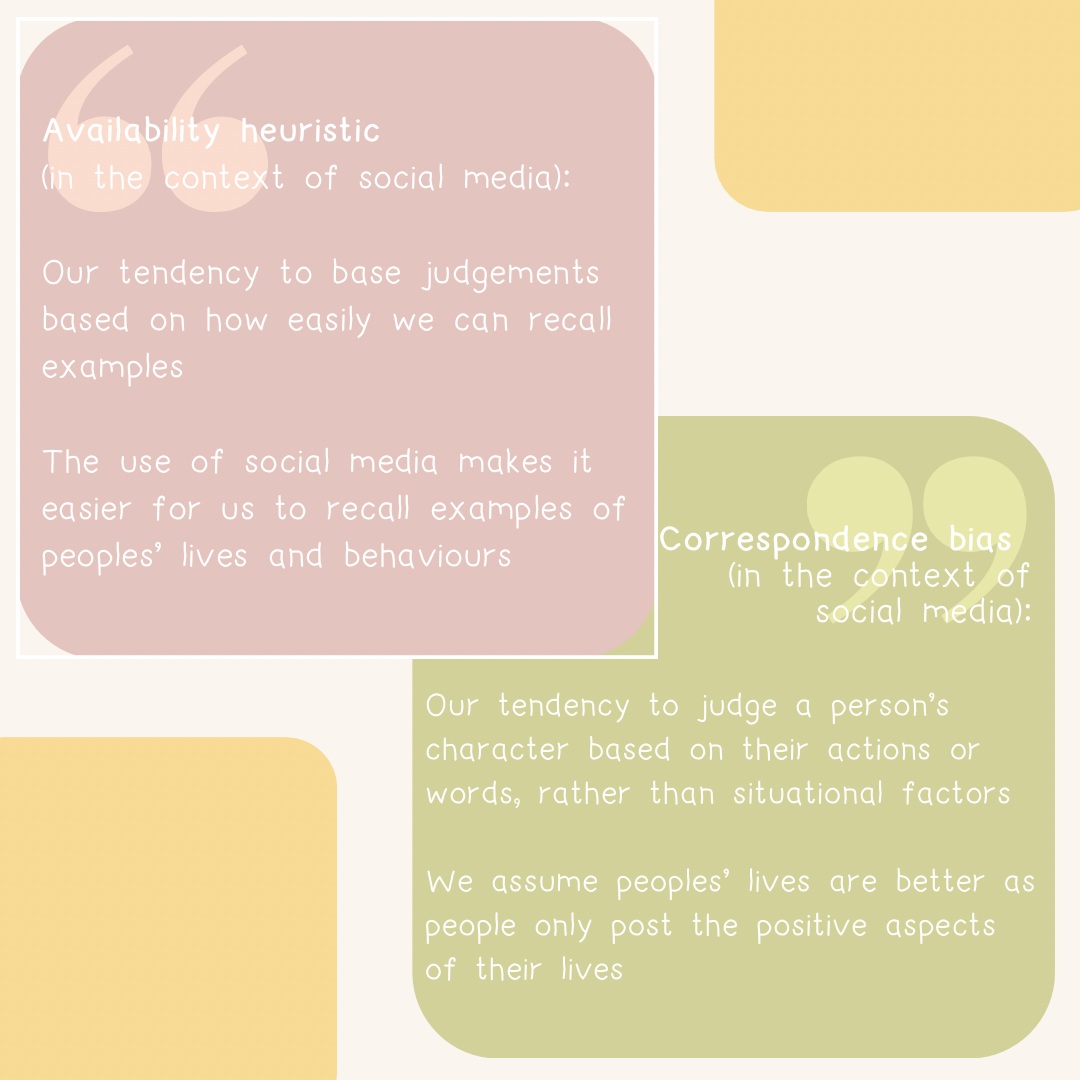 Availability heuristic
(in the context of social media):
Our tendency to base judgements
based on how easily we can recall
examples
The use of social media makes it
easier for us to recall examples of
peoples' lives and behaviours
Correspondence bias
(in the context of
social media):
Our tendency to judge a person's
character based on their actions or
words, rather than situational factors
We assume peoples' lives are better as
people only post the positive aspects
of their lives